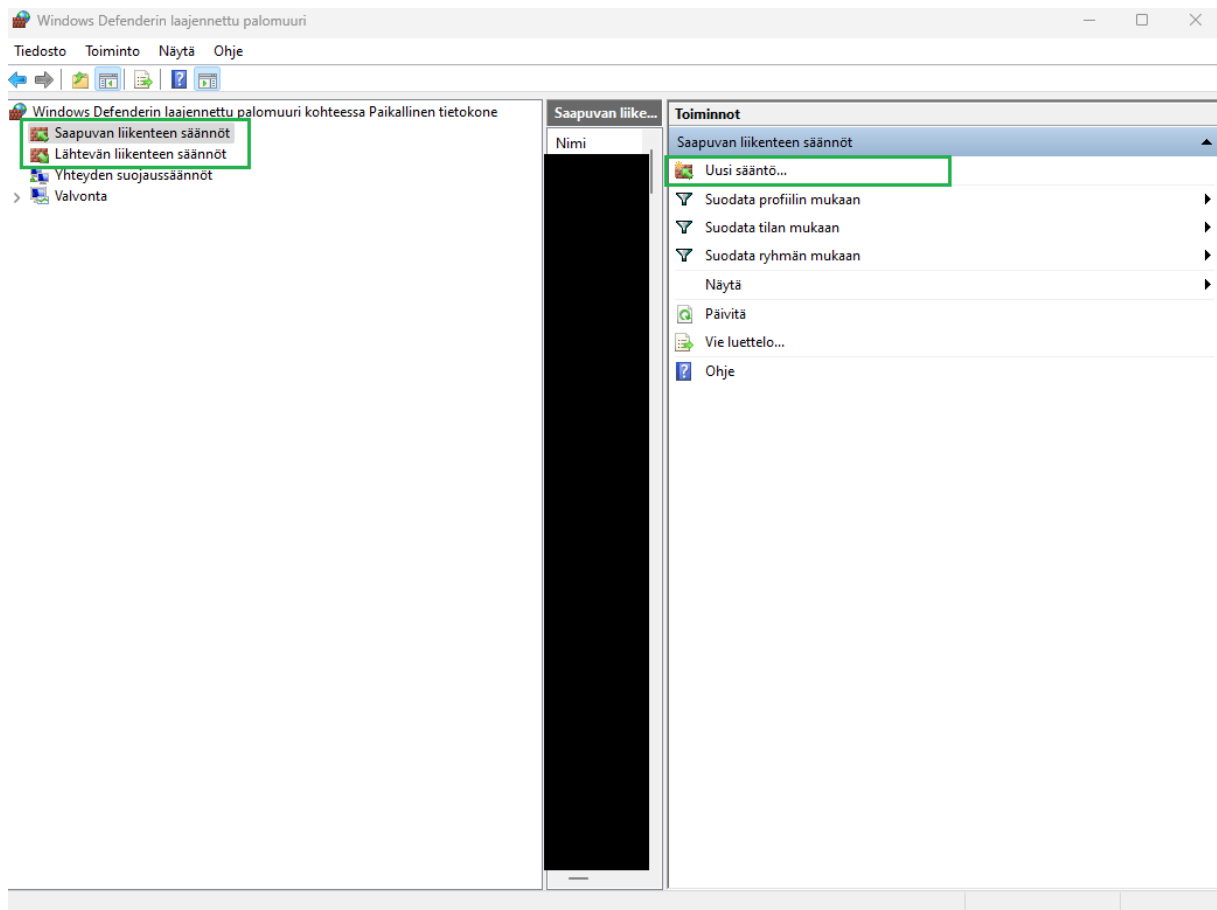 Windows Defenderin laajennettu palomuuri
Tiedosto Toiminto Näytä Ohje
Windows Defenderin laajennettu palomuuri kohteessa Paikallinen tietokone
Saapuvan liikenteen säännöt
Lähtevän liikenteen säännöt
Yhteyden suojaussäännöt
Valvonta
Saapuvan liike...
Nimi
Toiminnot
Saapuvan liikenteen säännöt
Uusi sääntö...
Suodata profiilin mukaan
Suodata tilan mukaan
Suodata ryhmän mukaan
Näytä
Päivitä
Vie luettelo...
Ohje